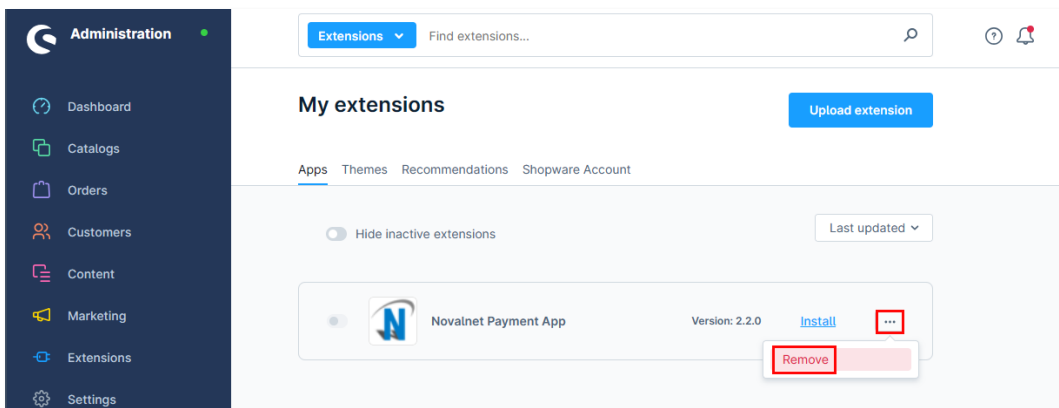 Administration
Extensions
Find extensions...
Dashboard
Catalogs
Orders
Customers
Content
Marketing
Extensions
Settings
My extensions
Upload extension
Apps Themes Recommendations Shopware Account
Hide inactive extensions
Last updated
N
Novalnet Payment App
Version: 2.2.0
Install
...
Remove